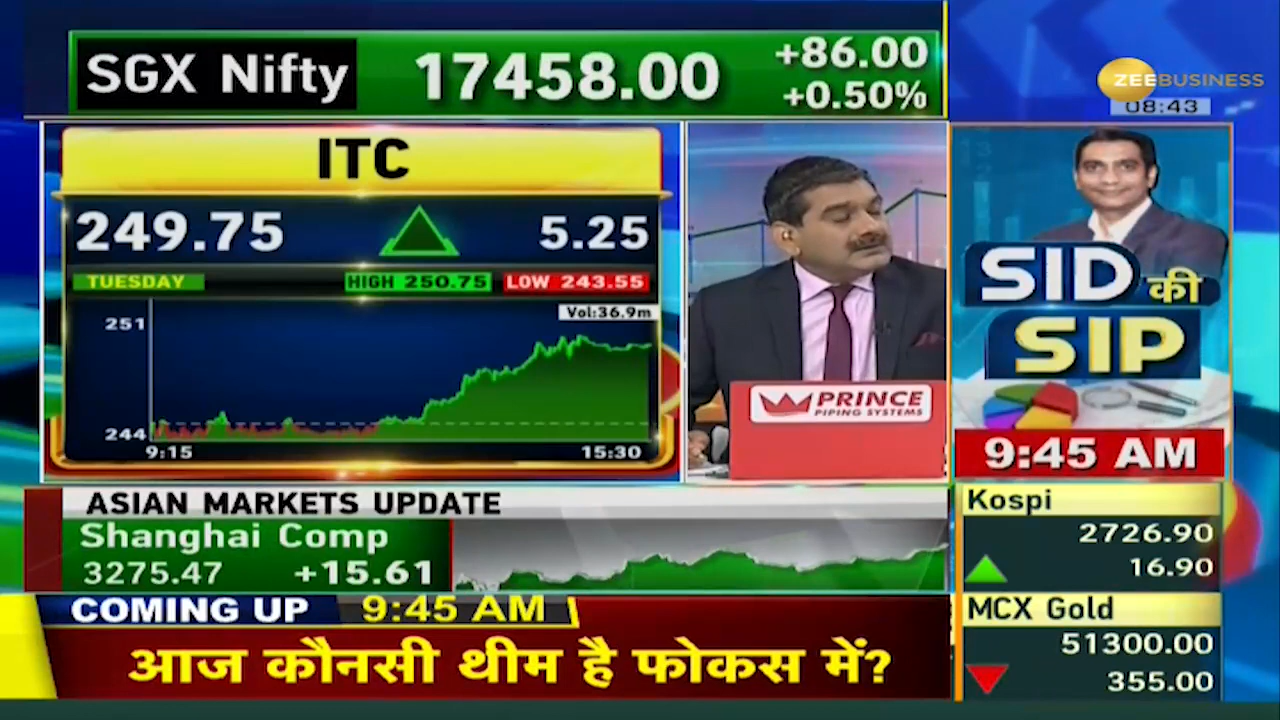 SGX Nifty 17458.00 +86.00
+0.50%
ZEEBUSINESS
08:43
ITC
249.75 5.25
TUESDAY HIGH 250.75 LOW 243.55
Vol:36.9m
251
244
9:15 15:30
PRINCE
PIPING SYSTEMS
SID की
SIP
9:45 AM
ASIAN MARKETS UPDATE
Shanghai Comp
3275.47 +15.61
Kospi
2726.90
16.90
MCX Gold
51300.00
355.00
COMING UP 9:45 AM
आज कौनसी थीम है फोकस में?